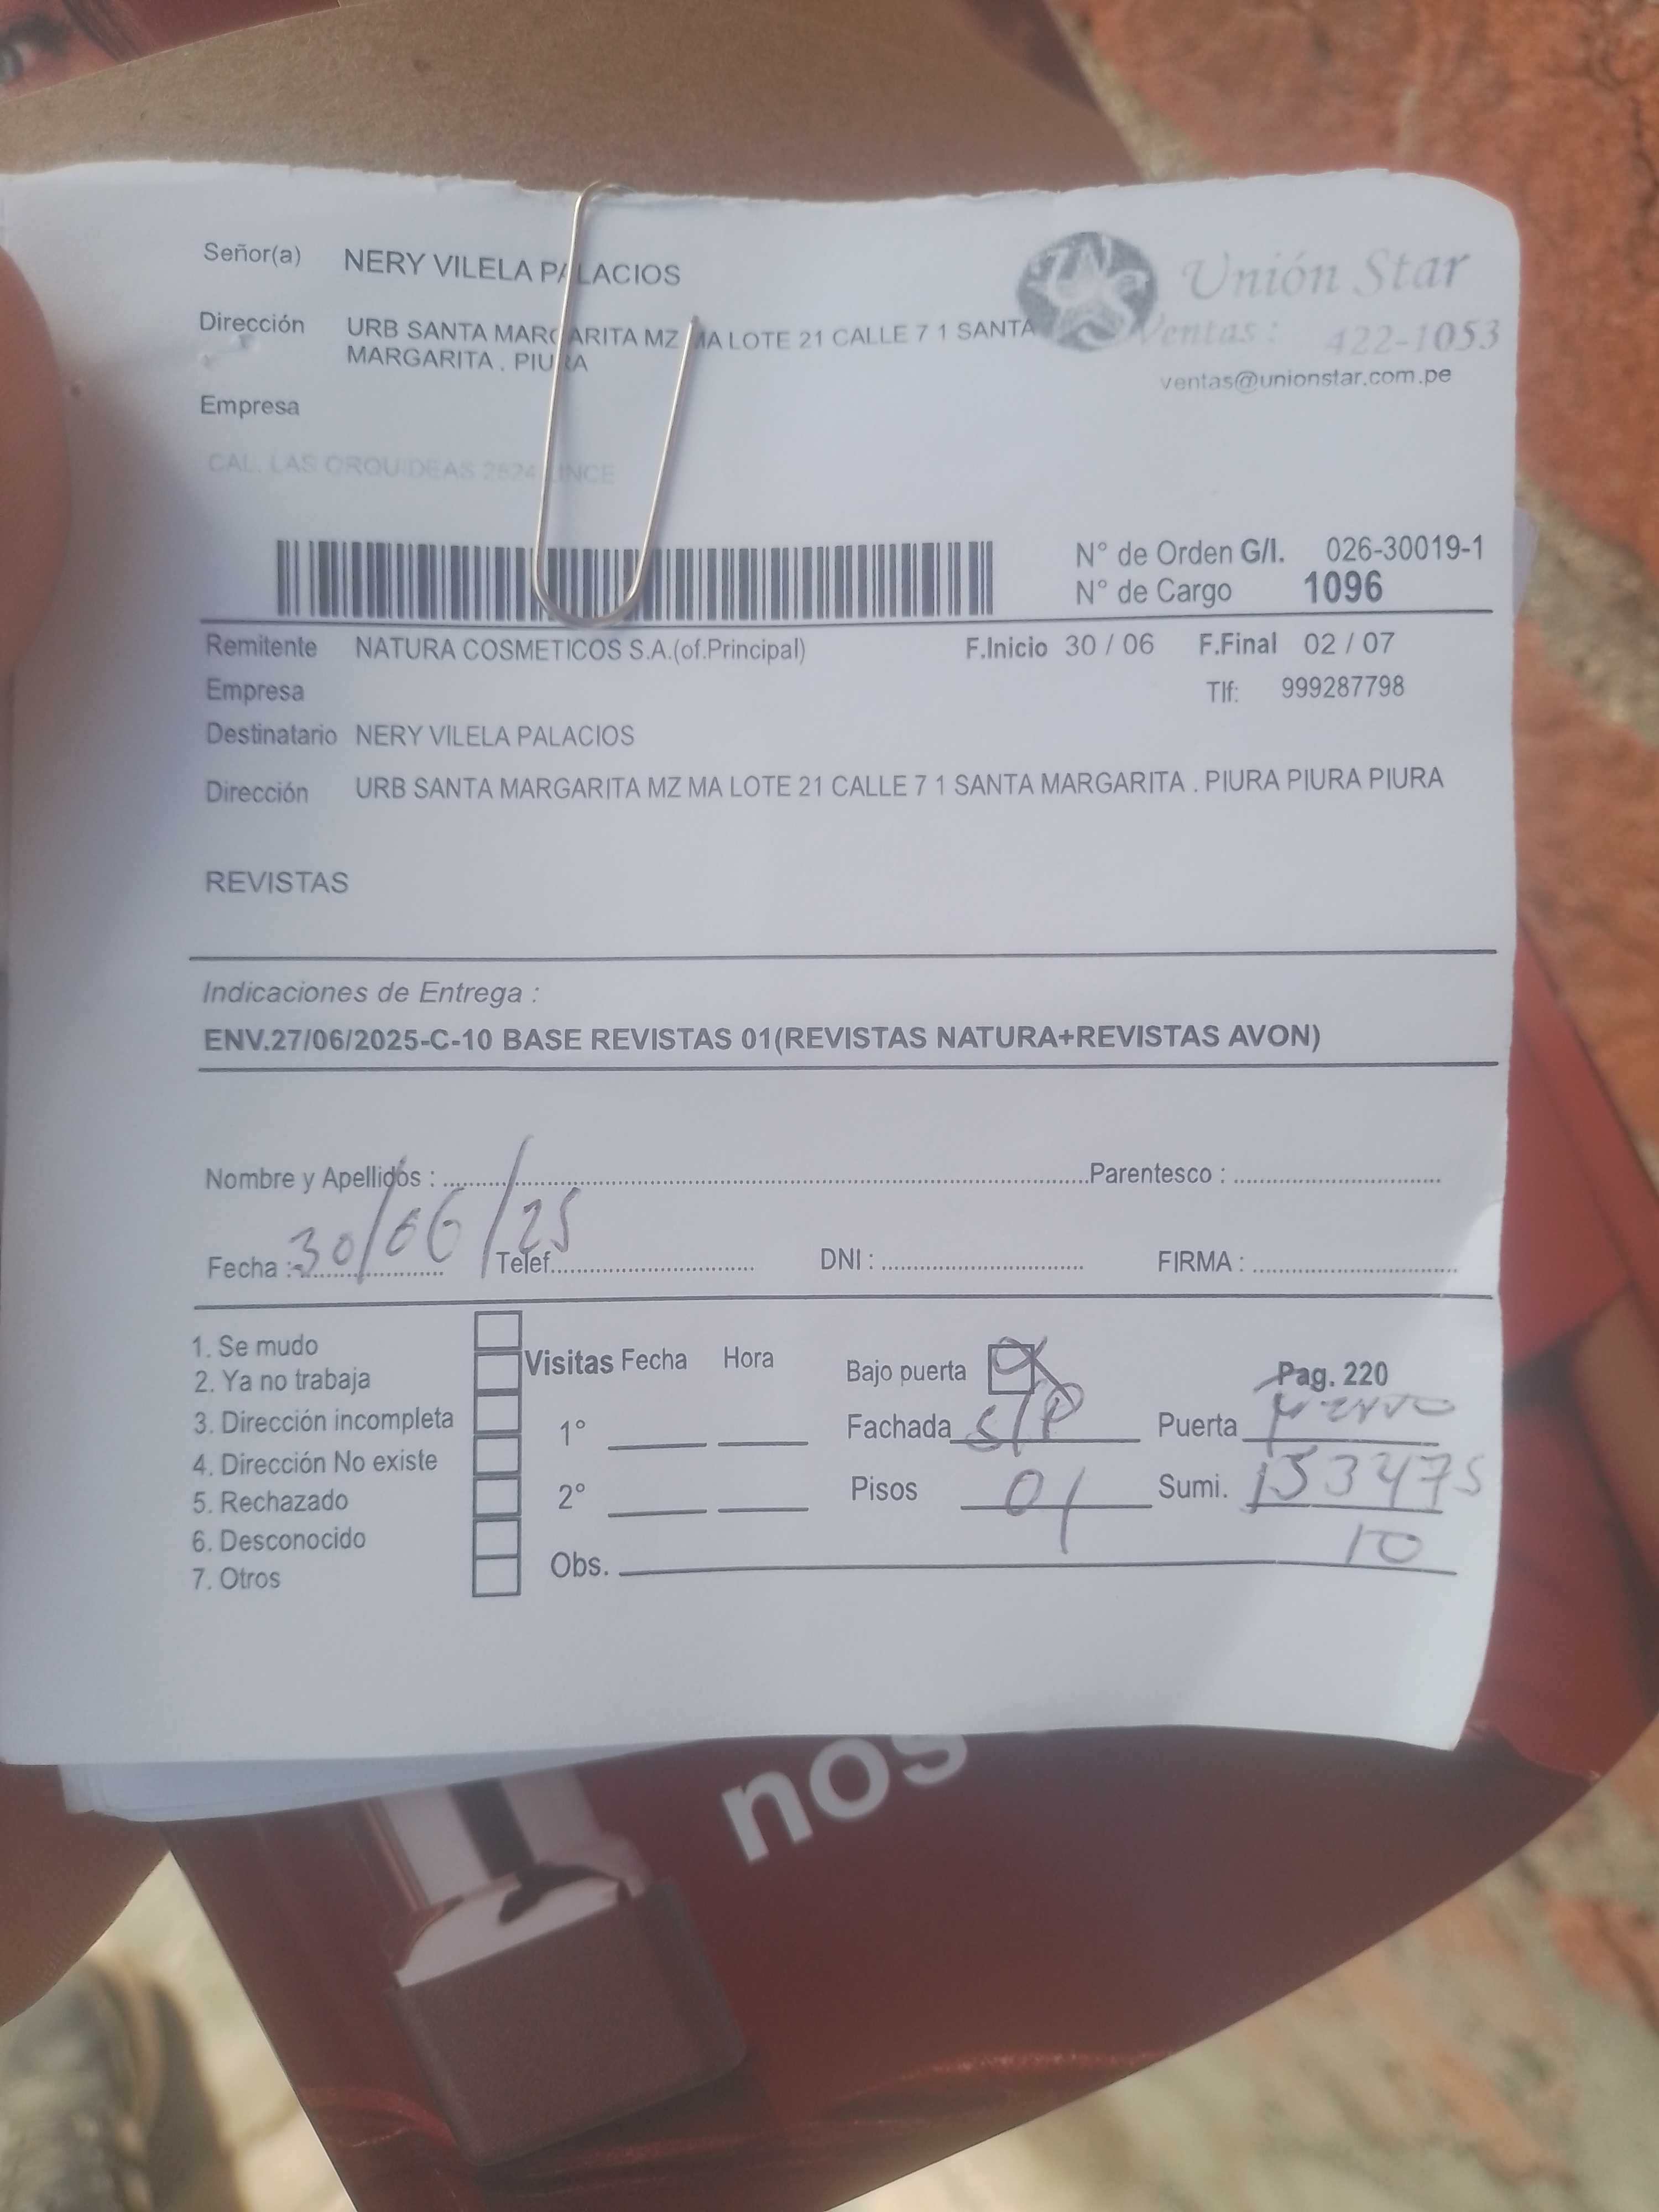 Señor(a) NERY VILELA PALACIOS
Unión Star
Dirección URB SANTA MARGARITA MZ MA LOTE 21 CALLE 7 1 SANTA
MARGARITA . PIURA
Ventas : 422-1053
ventas@unionstar.com.pe
Empresa
CAL. LAS ORQUIDEAS 2624 LINCE
N° de Orden G/I. 026-30019-1
N° de Cargo 1096
Remitente NATURA COSMETICOS S.A.(of.Principal) F.Inicio 30 / 06 F.Final 02 / 07
Empresa Tlf: 999287798
Destinatario NERY VILELA PALACIOS
Dirección URB SANTA MARGARITA MZ MA LOTE 21 CALLE 7 1 SANTA MARGARITA . PIURA PIURA PIURA
REVISTAS
Indicaciones de Entrega :
ENV.27/06/2025-C-10 BASE REVISTAS 01(REVISTAS NATURA+REVISTAS AVON)
Nombre y Apellidos : Parentesco :
Fecha : 30/06/25 Telef. DNI : FIRMA :
1. Se mudo
2. Ya no trabaja
3. Dirección incompleta
4. Dirección No existe
5. Rechazado
6. Desconocido
7. Otros
Visitas Fecha Hora
1°
2°
Obs.
Bajo puerta
Pag. 220
Fachada S/P Puerta
Pisos 01 Sumi. 153475
10
nos